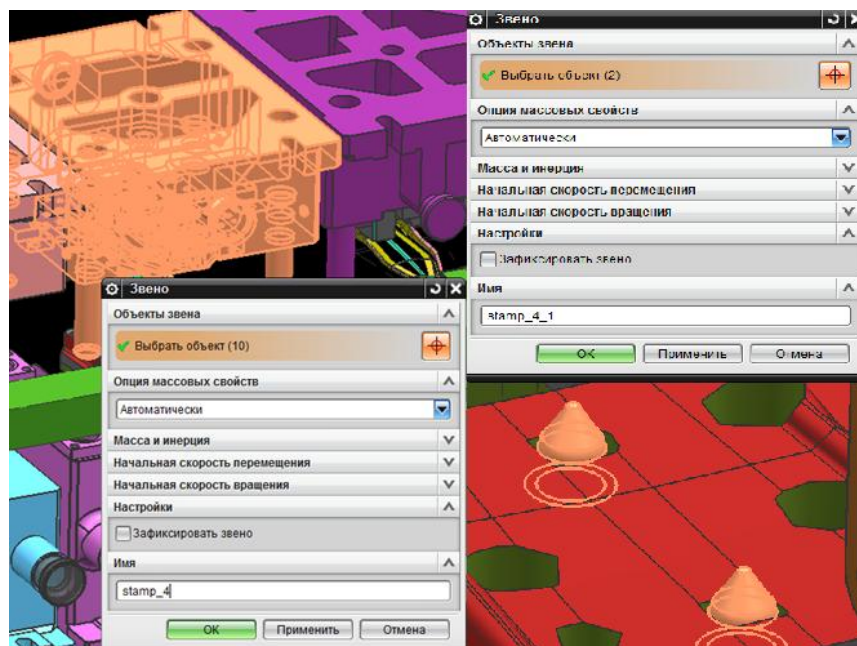 Звено
Объекты звена
Выбрать объект (2)
Опция массовых свойств
Автоматически
Масса и инерция
Начальная скорость перемещения
Начальная скорость вращения
Настройки
Зафиксировать звено
Имя
stamp_4_1
ОК Применить Отмена
Звено
Объекты звена
Выбрать объект (10)
Опция массовых свойств
Автоматически
Масса и инерция
Начальная скорость перемещения
Начальная скорость вращения
Настройки
Зафиксировать звено
Имя
stamp_4
ОК Применить Отмена